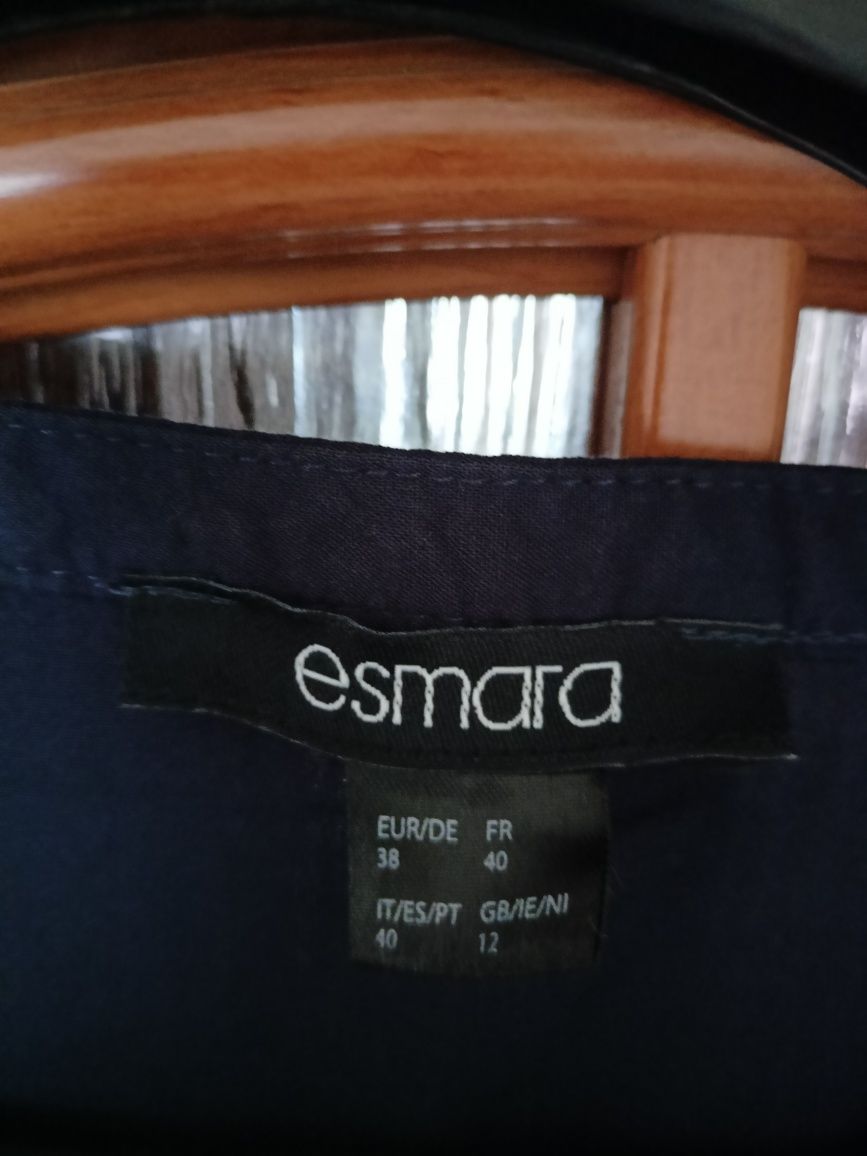 esmara
EUR/DE FR
38 40
IT/ES/PT GB/IE/NI
40 12